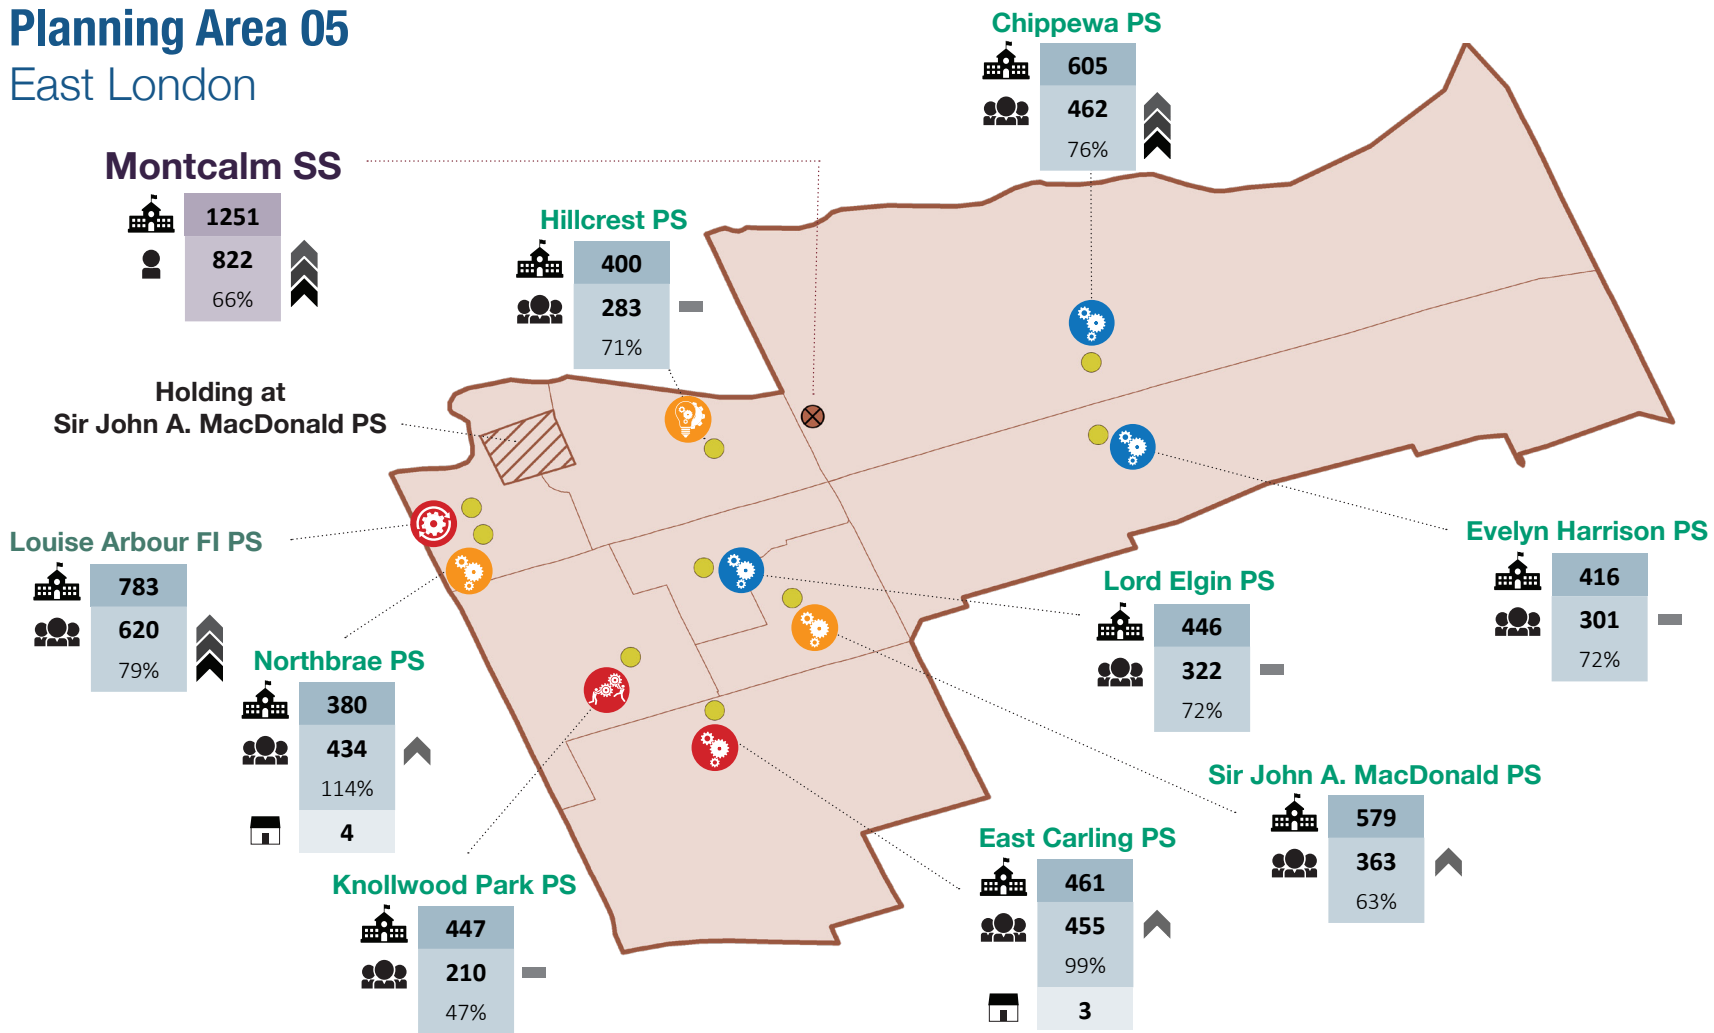 Planning Area 05
East London
Chippewa PS
605
462
76%
Montcalm SS
1251
822
66%
Hillcrest PS
400
283
71%
Holding at
Sir John A. MacDonald PS
Louise Arbour FI PS
783
620
79%
Northbrae PS
380
434
114%
4
Evelyn Harrison PS
416
301
72%
Lord Elgin PS
446
322
72%
Sir John A. MacDonald PS
579
363
63%
East Carling PS
461
455
99%
3
Knollwood Park PS
447
210
47%